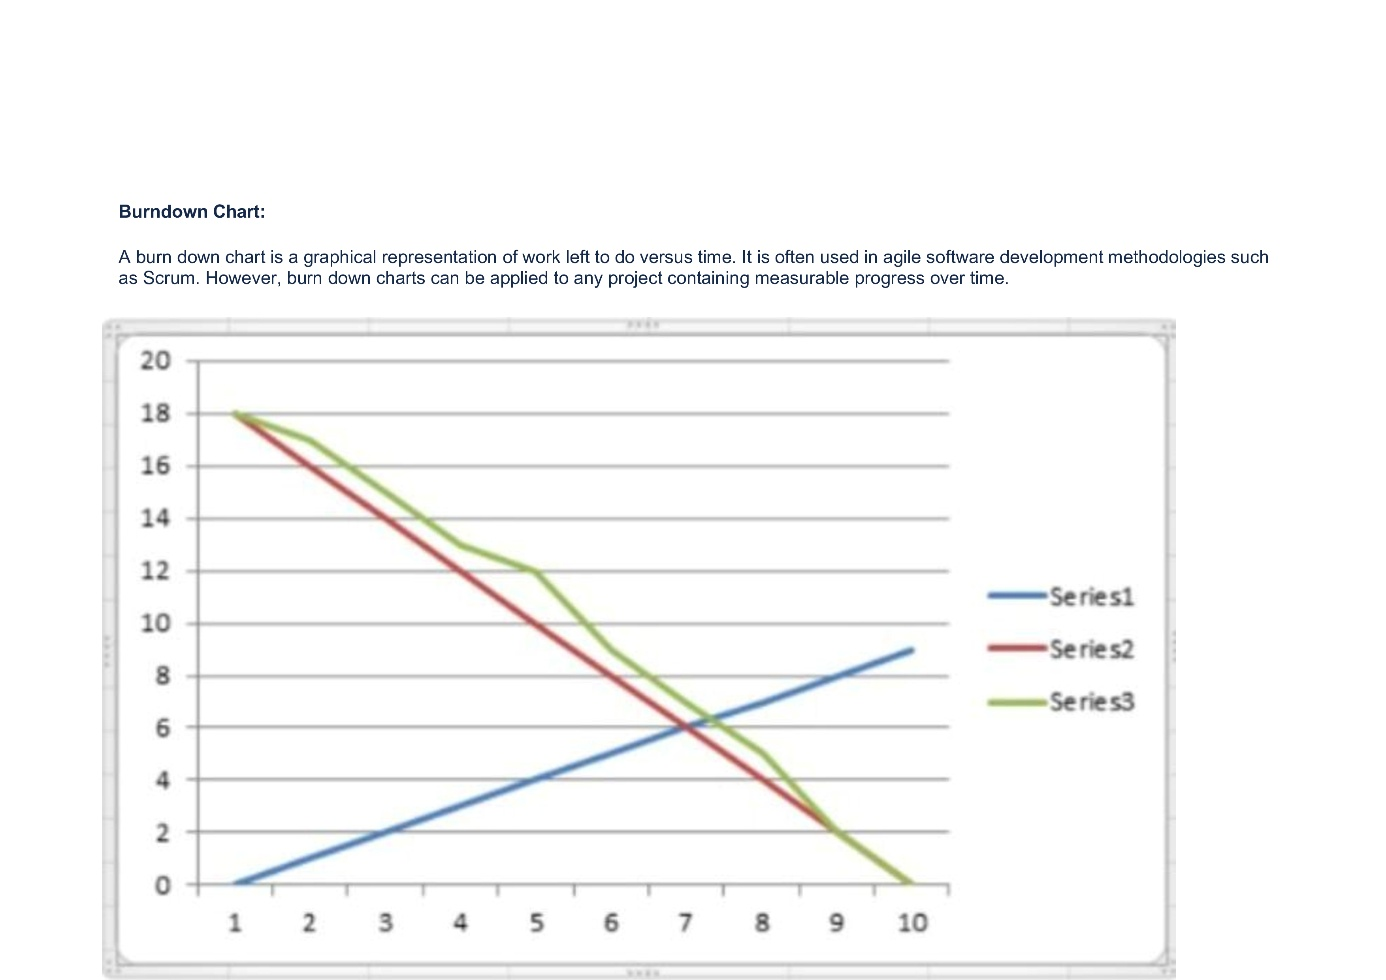 Burndown Chart:
A burn down chart is a graphical representation of work left to do versus time. It is often used in agile software development methodologies such
as Scrum. However, burn down charts can be applied to any project containing measurable progress over time.
20
18
16
14
12
10
8
6
4
2
0
1 2 3 4 5 6 7 8 9 10
Series1
Series2
Series3